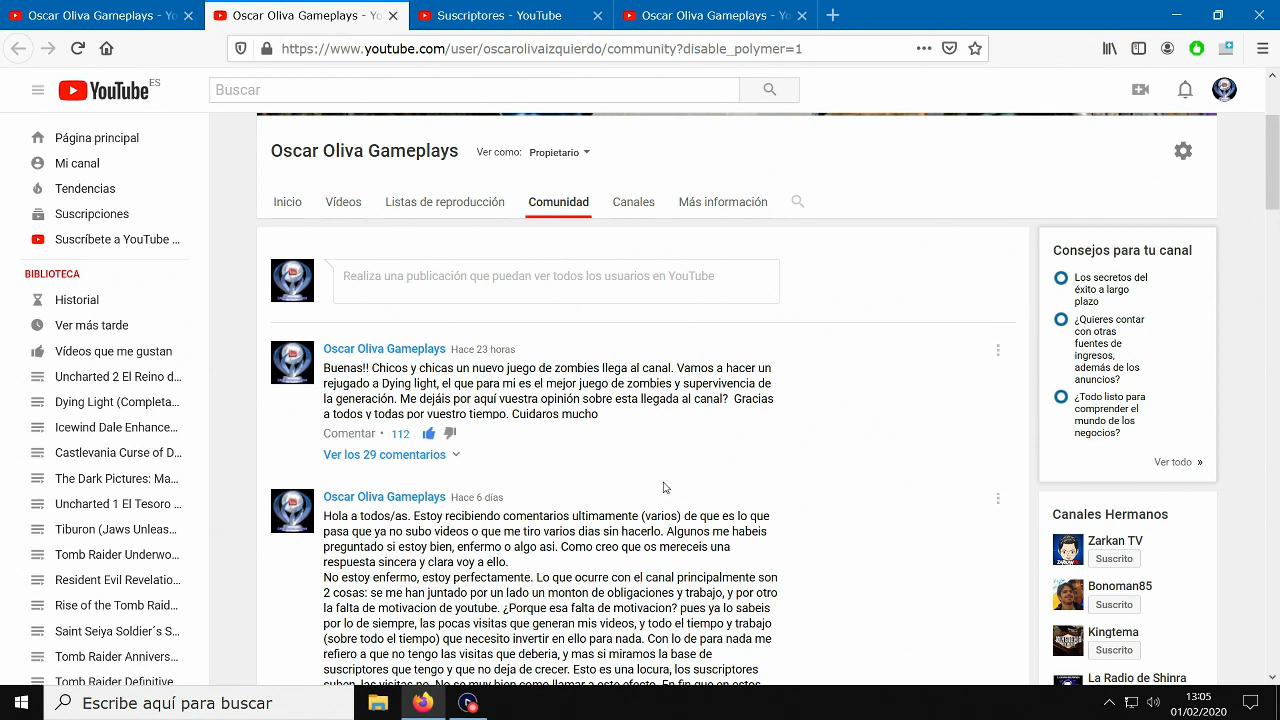 Oscar Oliva Gameplays - Yo
Oscar Oliva Gameplays - Yo
Suscriptores - YouTube
Oscar Oliva Gameplays - Yo
https://www.youtube.com/user/oscarolivaizquierdo/community?disable_polymer=1
YouTube ES
Buscar
Página principal
Mi canal
Tendencias
Suscripciones
Suscríbete a YouTube ...
BIBLIOTECA
Historial
Ver más tarde
Vídeos que me gustan
Uncharted 2 El Reino d...
Dying Light (Completa...
Icewind Dale Enhance...
Castlevania Curse of D...
The Dark Pictures: Ma...
Uncharted 1 El Tesoro ...
Tiburon (Jaws Unleas...
Tomb Raider Underwo...
Resident Evil Revelatio...
Rise of the Tomb Raid...
Saint Seiya Soldier´s S...
Tomb Raider Annivers...
Tomb Raider Definitive
Oscar Oliva Gameplays
Ver como: Propietario
Inicio
Vídeos
Listas de reproducción
Comunidad
Canales
Más información
Realiza una publicación que puedan ver todos los usuarios en YouTube
Oscar Oliva Gameplays Hace 23 horas
Buenas!! Chicos y chicas un nuevo juego de zombies llega al canal. Vamos a hacer un
rejugado a Dying light, el que para mi es el mejor juego de zombies y supervivencia de
la generación. Me dejáis por aquí vuestra opinión sobre esta llegada al canal? Gracias
a todos y todas por vuestro tiempo. Cuidaros mucho
Comentar • 112
Ver los 29 comentarios
Oscar Oliva Gameplays Hace 6 días
Hola a todos/as. Estoy recibiendo comentarios ultimamente (varios) de que es lo que
pasa que ya no subo videos o que me tiro varios dias sin hacerlo. Algunos me habeis
preguntado si estoy bien, enfermo o algo asi. Como creo que os mereceis una
respuesta sincera y clara voy a ello.
No estoy enfermo, estoy perfectamente. Lo que ocurre con el canal principalmente son
2 cosas: se me han juntado por un lado un monton de obligaciones y trabajo, y por otro
la falta de motivacion de youtube. ¿Porque esa falta de motivacion? pues ya lo sabeis
por lo de siempre, las pocas visitas que generan mis videos, y todo el tiempo y trabajo
(sobre todo el tiempo) que necesito invertir en ello para nada. Con lo de para nada me
refiero a que no tengo las visitas que deberia, y mas si miramos la base de
suscriptores que tengo y que no deja de crecer. Esto es una locura, los suscriptores
suben, las visitas no. No se muy bien como llamar a este efecto. En fin que en estos
Consejos para tu canal
Los secretos del
éxito a largo
plazo
¿Quieres contar
con otras
fuentes de
ingresos,
además de los
anuncios?
¿Todo listo para
comprender el
mundo de los
negocios?
Ver todo »
Canales Hermanos
Zarkan TV
Suscrito
Bonoman85
Suscrito
Kingtema
Suscrito
La Radio de Shinra
Escribe aquí para buscar
13:05
01/02/2020